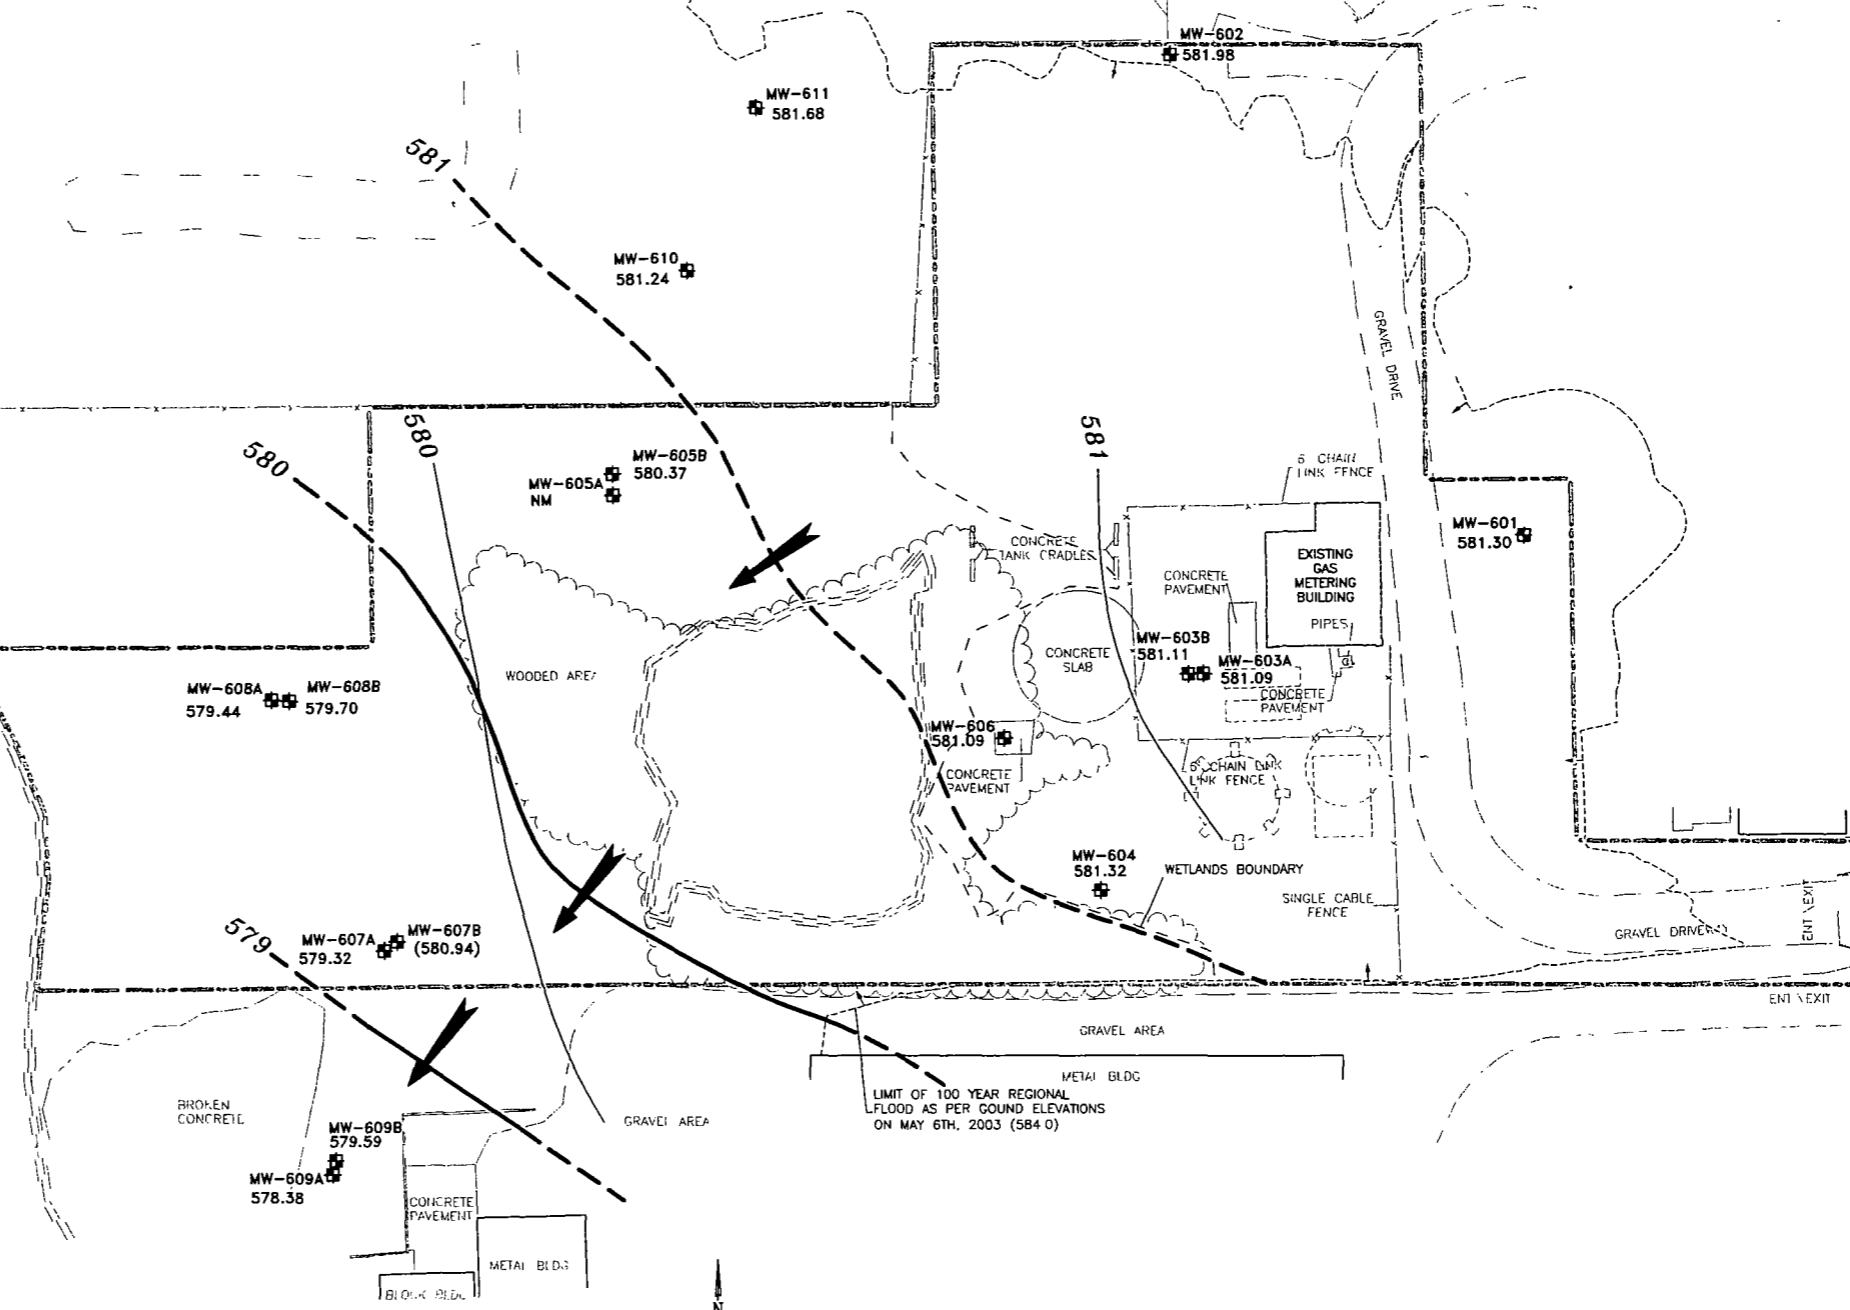 MW-602
581.98
MW-611
581.68
581
MW-610
581.24
GRAVEL DRIVE
580
580
581
MW-605B
580.37
MW-605A
NM
6' CHAIN
LINK FENCE
MW-601
581.30
CONCRETE
TANK CRADLES
EXISTING
GAS
METERING
BUILDING
CONCRETE
PAVEMENT
PIPES
MW-603B
581.11
MW-603A
581.09
CONCRETE
SLAB
WOODED AREA
MW-608A
579.44
MW-608B
579.70
CONCRETE
PAVEMENT
MW-606
581.09
CONCRETE
PAVEMENT
CHAIN LINK
LINK FENCE
MW-604
581.32
WETLANDS BOUNDARY
SINGLE CABLE
FENCE
GRAVEL DRIVE
ENT \EXIT
579
MW-607A
579.32
MW-607B
(580.94)
ENT \EXIT
GRAVEL AREA
METAL BLDG
LIMIT OF 100 YEAR REGIONAL
FLOOD AS PER GOUND ELEVATIONS
ON MAY 6TH, 2003 (584 0)
BROKEN
CONCRETE
GRAVEL AREA
MW-609B
579.59
MW-609A
578.38
CONCRETE
PAVEMENT
METAL BLDG
BLOCK BLDG
N